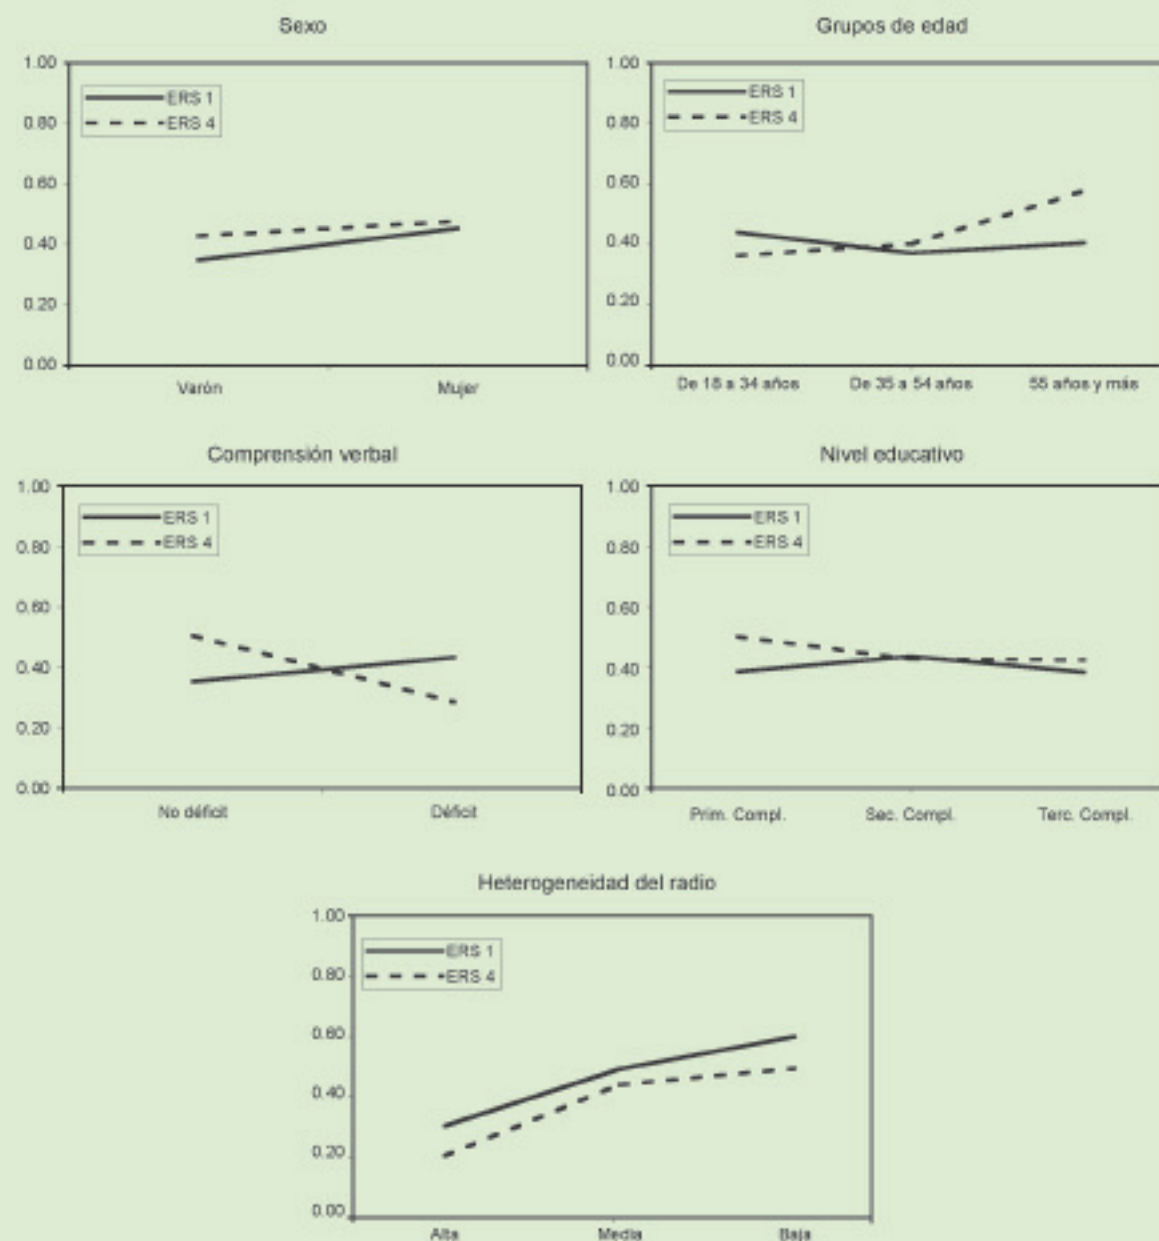 Sexo
1.00
0.80
0.60
0.40
0.20
0.00
ERS 1
ERS 4
Varón Mujer
Grupos de edad
1.00
0.80
0.60
0.40
0.20
0.00
ERS 1
ERS 4
De 18 a 34 años De 35 a 54 años 55 años y más
Comprensión verbal
1.00
0.80
0.60
0.40
0.20
0.00
ERS 1
ERS 4
No déficit Déficit
Nivel educativo
1.00
0.80
0.60
0.40
0.20
0.00
ERS 1
ERS 4
Prim. Compl. Sec. Compl. Terc. Compl.
Heterogeneidad del radio
1.00
0.80
0.60
0.40
0.20
0.00
ERS 1
ERS 4
Alta Media Baja